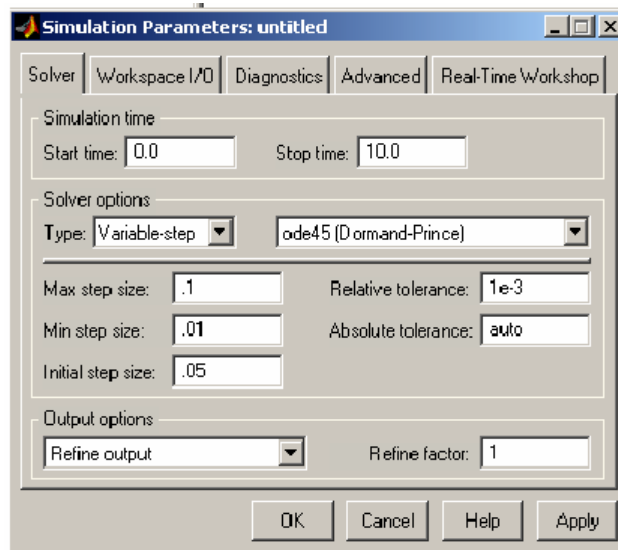 Simulation Parameters: untitled
Solver Workspace I/O Diagnostics Advanced Real-Time Workshop
Simulation time
Start time: 0.0 Stop time: 10.0
Solver options
Type: Variable-step ode45 (Dormand-Prince)
Max step size: .1 Relative tolerance: 1e-3
Min step size: .01 Absolute tolerance: auto
Initial step size: .05
Output options
Refine output Refine factor: 1
OK Cancel Help Apply